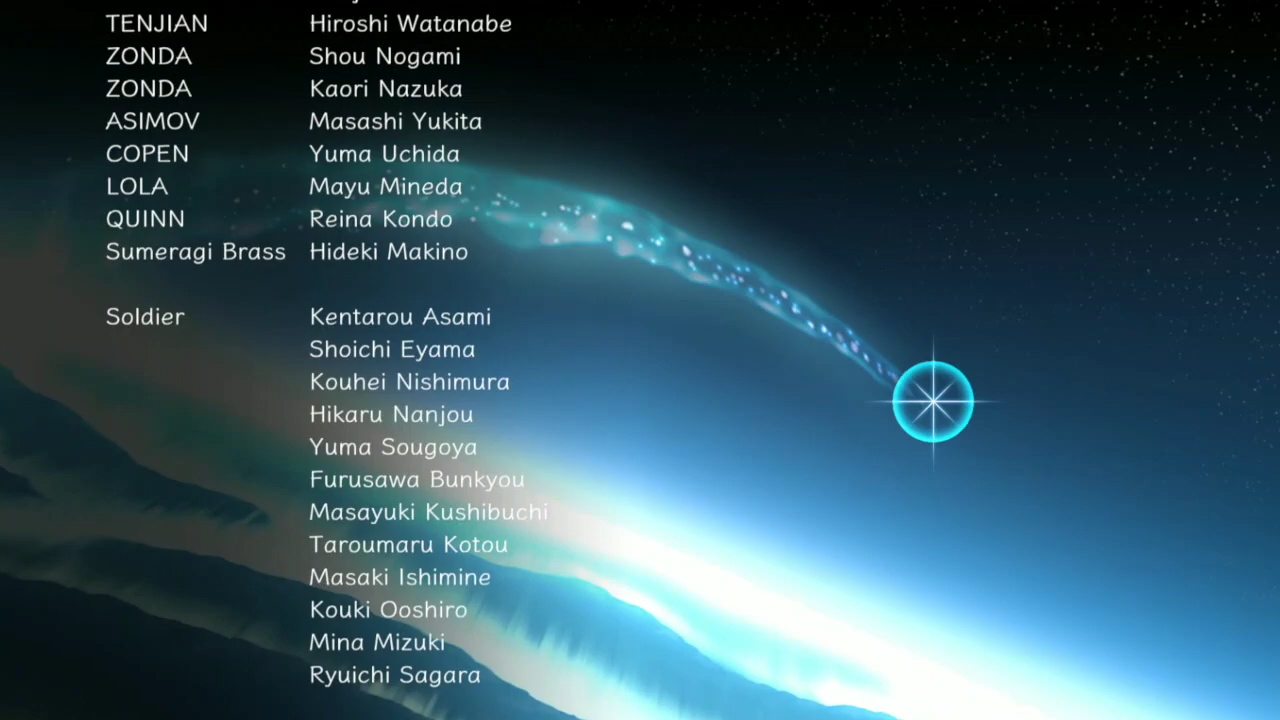 TENJIAN Hiroshi Watanabe
ZONDA Shou Nogami
ZONDA Kaori Nazuka
ASIMOV Masashi Yukita
COPEN Yuma Uchida
LOLA Mayu Mineda
QUINN Reina Kondo
Sumeragi Brass Hideki Makino
Soldier Kentarou Asami
Shoichi Eyama
Kouhei Nishimura
Hikaru Nanjou
Yuma Sougoya
Furusawa Bunkyou
Masayuki Kushibuchi
Taroumaru Kotou
Masaki Ishimine
Kouki Ooshiro
Mina Mizuki
Ryuichi Sagara